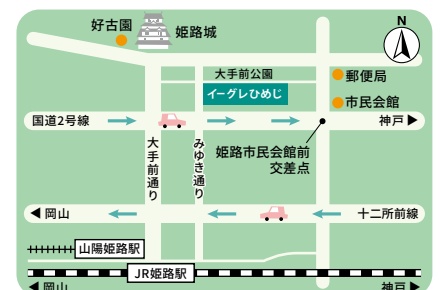 好古園
姫路城
N
大手前公園
イーグレひめじ
郵便局
市民会館
国道2号線
神戸▶
大手前通り
みゆき通り
姫路市民会館前
交差点
◀岡山
十二所前線
山陽姫路駅
JR姫路駅
◀岡山
神戸▶